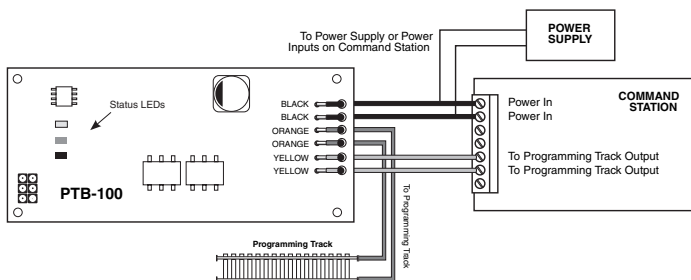 To Power Supply or Power
Inputs on Command Station
POWER
SUPPLY
Status LEDs
BLACK
BLACK
ORANGE
ORANGE
YELLOW
YELLOW
PTB-100
Power In
Power In
COMMAND
STATION
To Programming Track Output
To Programming Track Output
To Programming Track
Programming Track